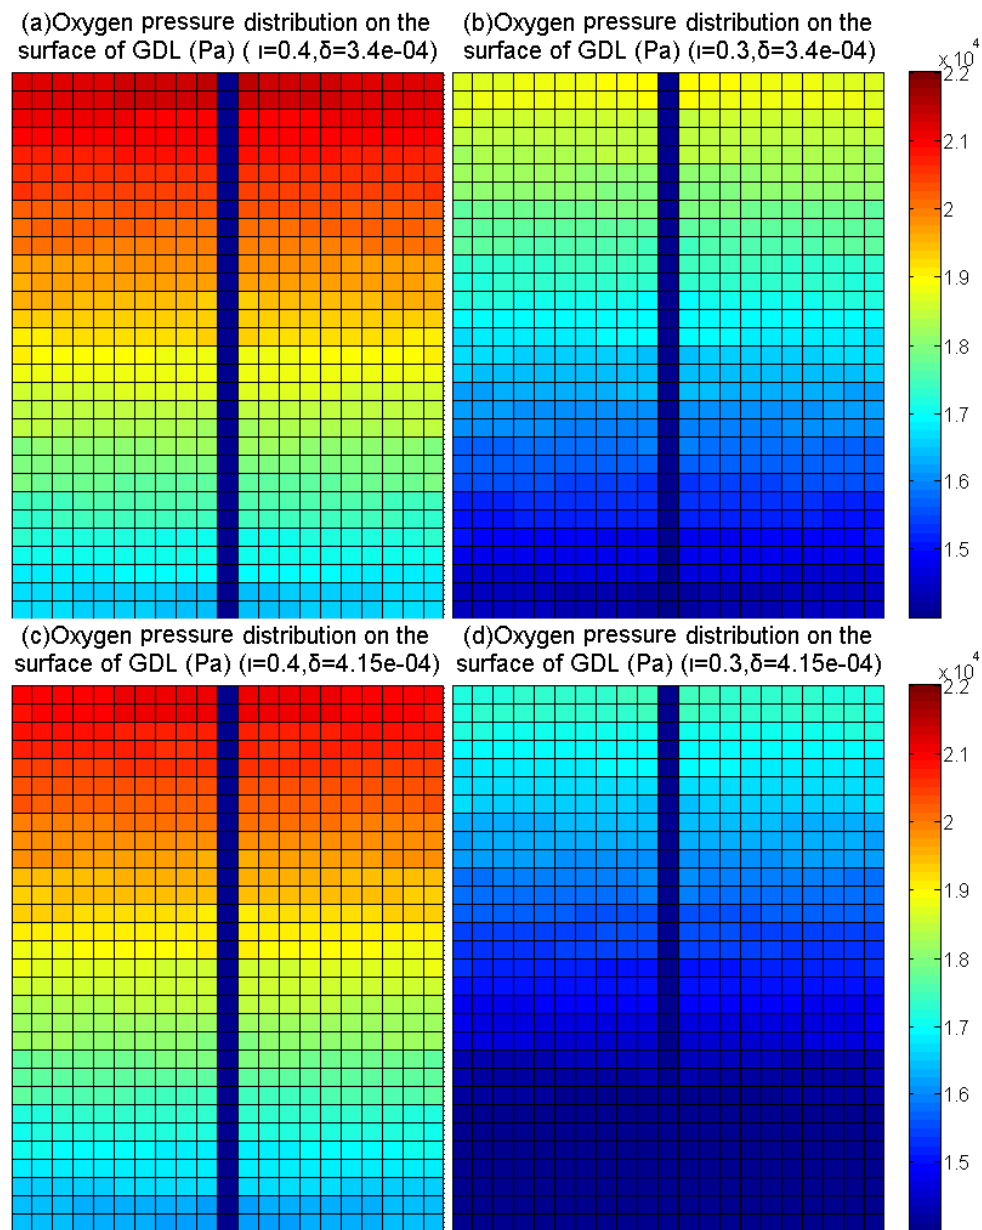 (a)Oxygen pressure distribution on the
surface of GDL (Pa) ( ι=0.4,δ=3.4e-04)
(b)Oxygen pressure distribution on the
surface of GDL (Pa) (ι=0.3,δ=3.4e-04)
x 10^4
2.2
2.1
2
1.9
1.8
1.7
1.6
1.5
(c)Oxygen pressure distribution on the
surface of GDL (Pa) (ι=0.4,δ=4.15e-04)
(d)Oxygen pressure distribution on the
surface of GDL (Pa) (ι=0.3,δ=4.15e-04)
x 10^4
2.2
2.1
2
1.9
1.8
1.7
1.6
1.5